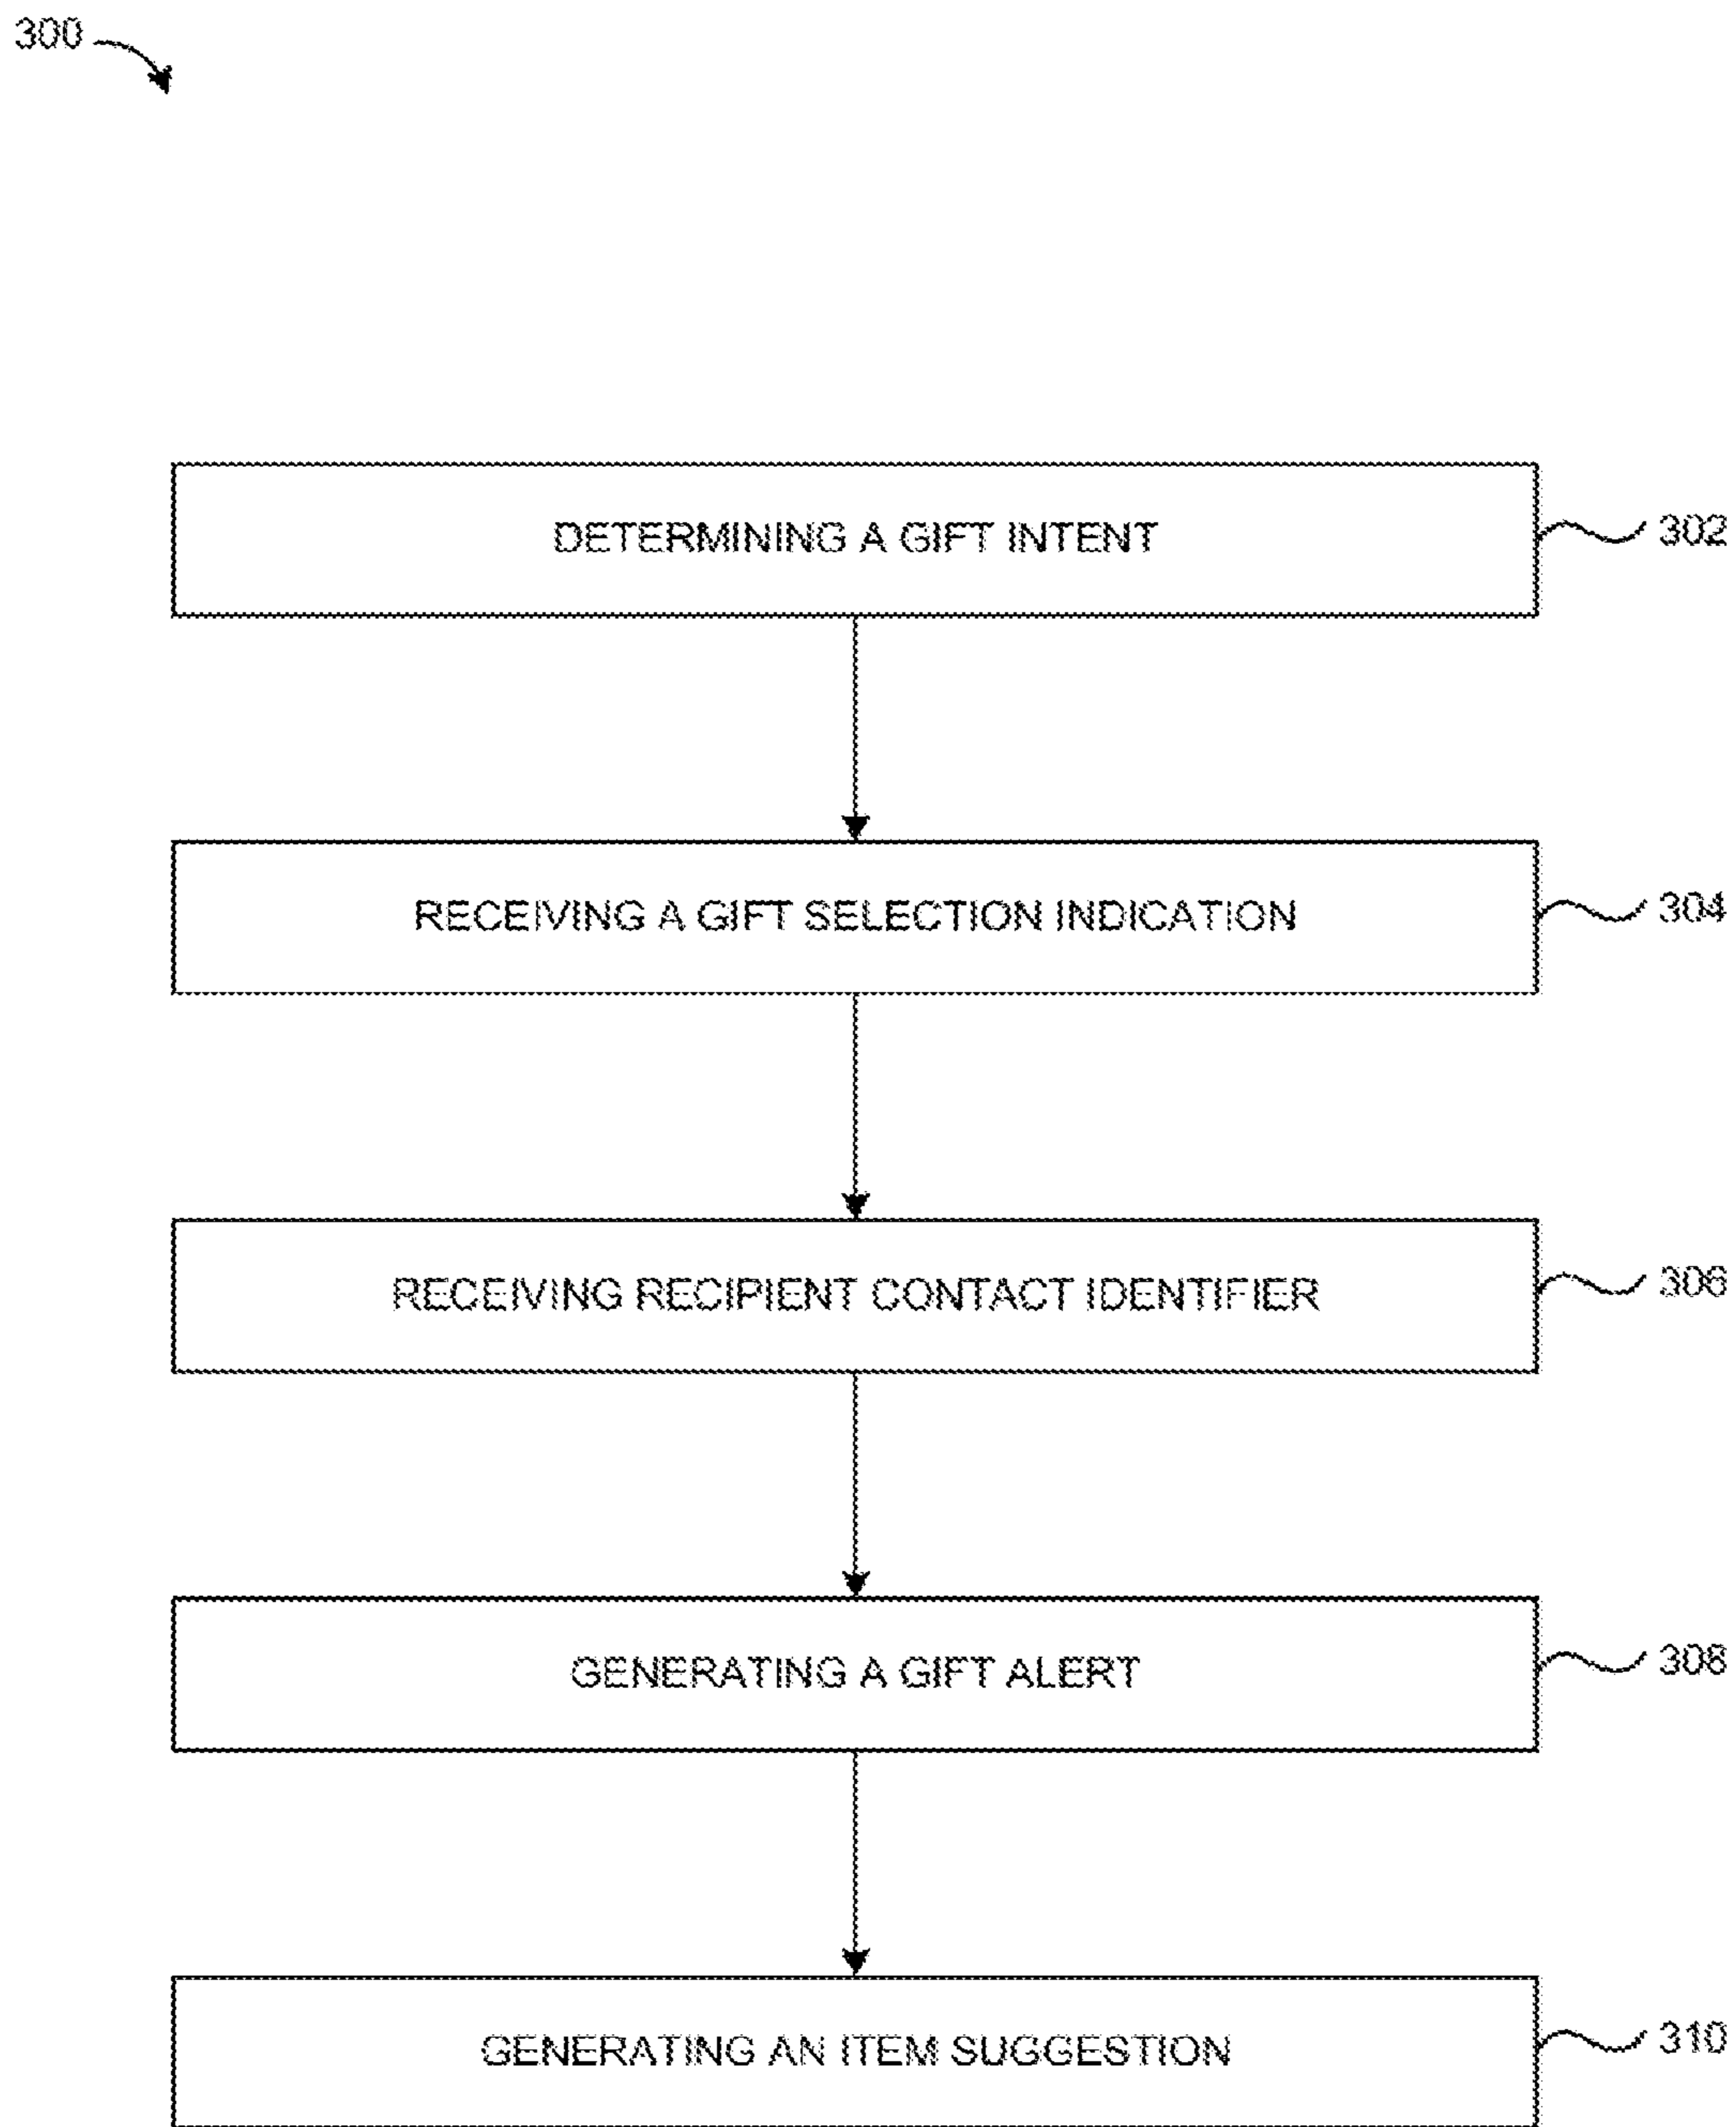 300
DETERMINING A GIFT INTENT
302
RECEIVING A GIFT SELECTION INDICATION
304
RECEIVING RECIPIENT CONTACT IDENTIFIER
306
GENERATING A GIFT ALERT
308
GENERATING AN ITEM SUGGESTION
310